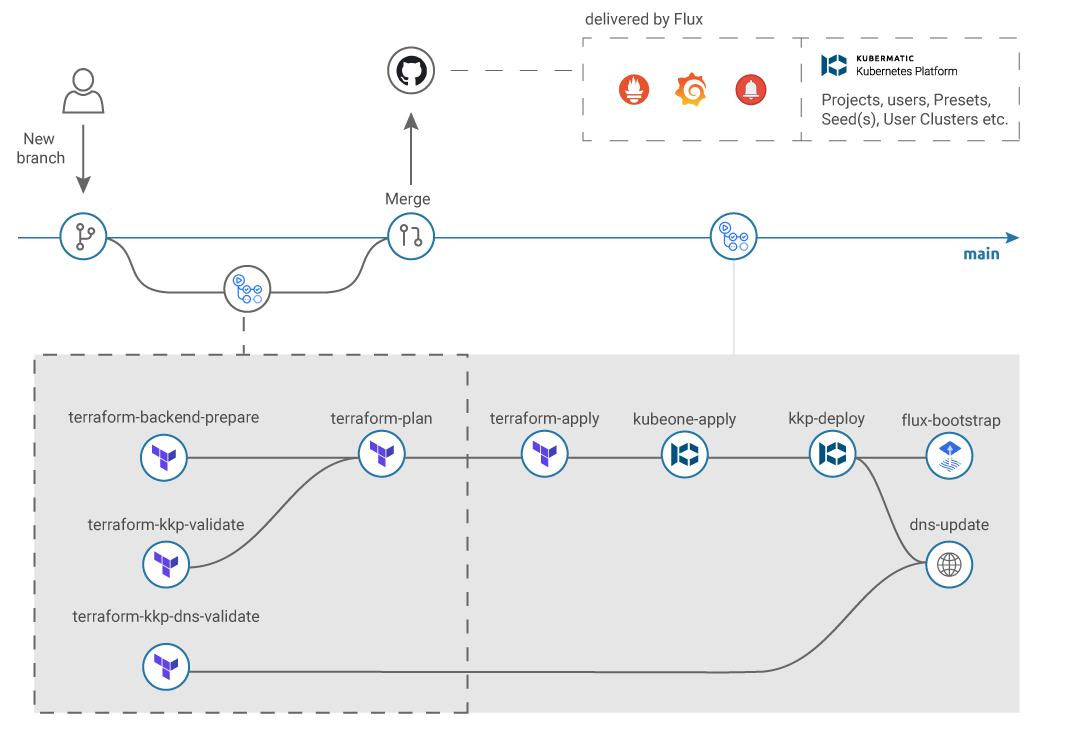 delivered by Flux
KUBERMATIC
Kubernetes Platform
Projects, users, Presets,
Seed(s), User Clusters etc.
New
branch
Merge
main
terraform-backend-prepare
terraform-plan
terraform-apply
kubeone-apply
kkp-deploy
flux-bootstrap
terraform-kkp-validate
dns-update
terraform-kkp-dns-validate